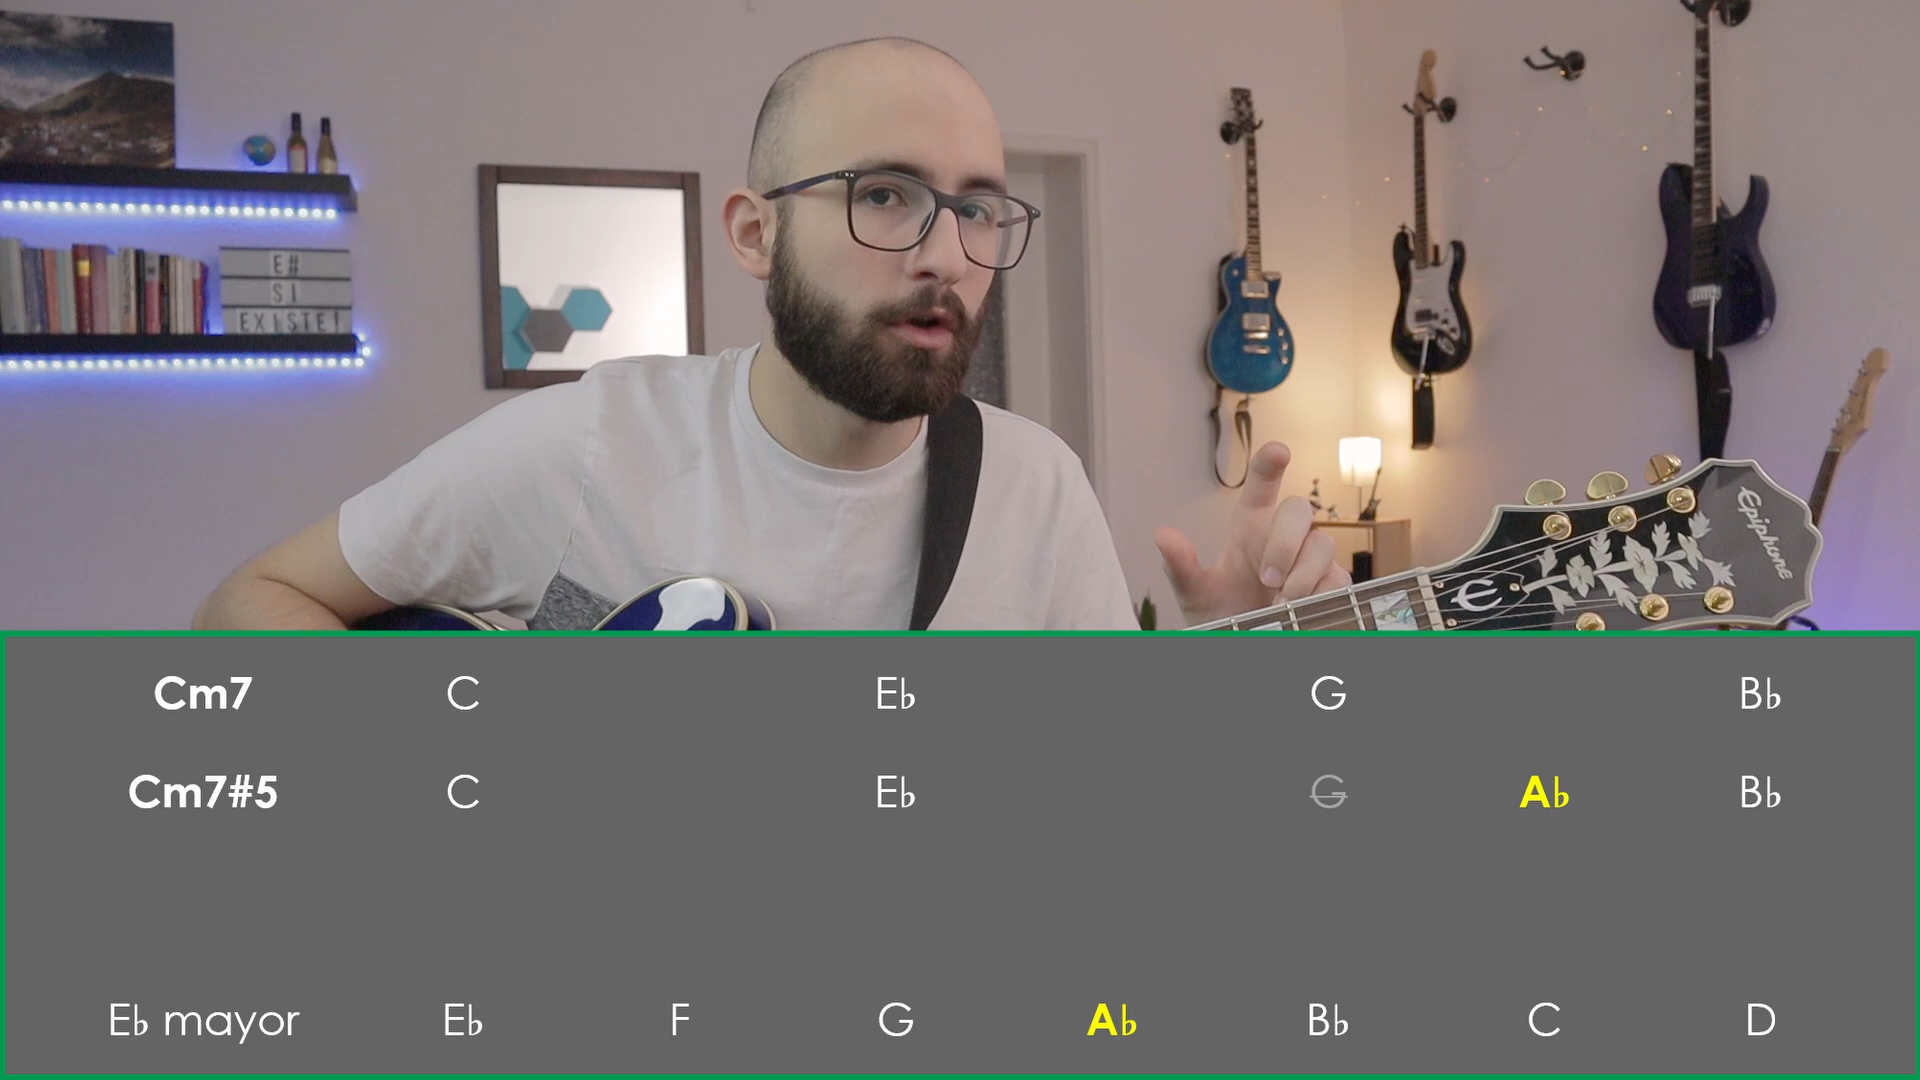 E#
SI
EXISTE!
Epiphone
Cm7 C E♭ G B♭
Cm7#5 C E♭ G A♭ B♭
E♭ mayor E♭ F G A♭ B♭ C D